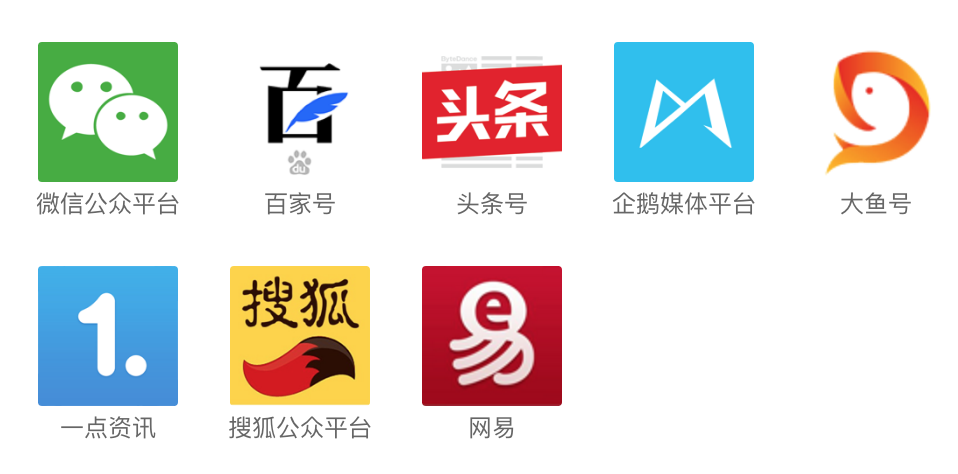 百
du
ByteDance
头条
微信公众平台
百家号
头条号
企鹅媒体平台
大鱼号
1.
搜狐
易
e
一点资讯
搜狐公众平台
网易